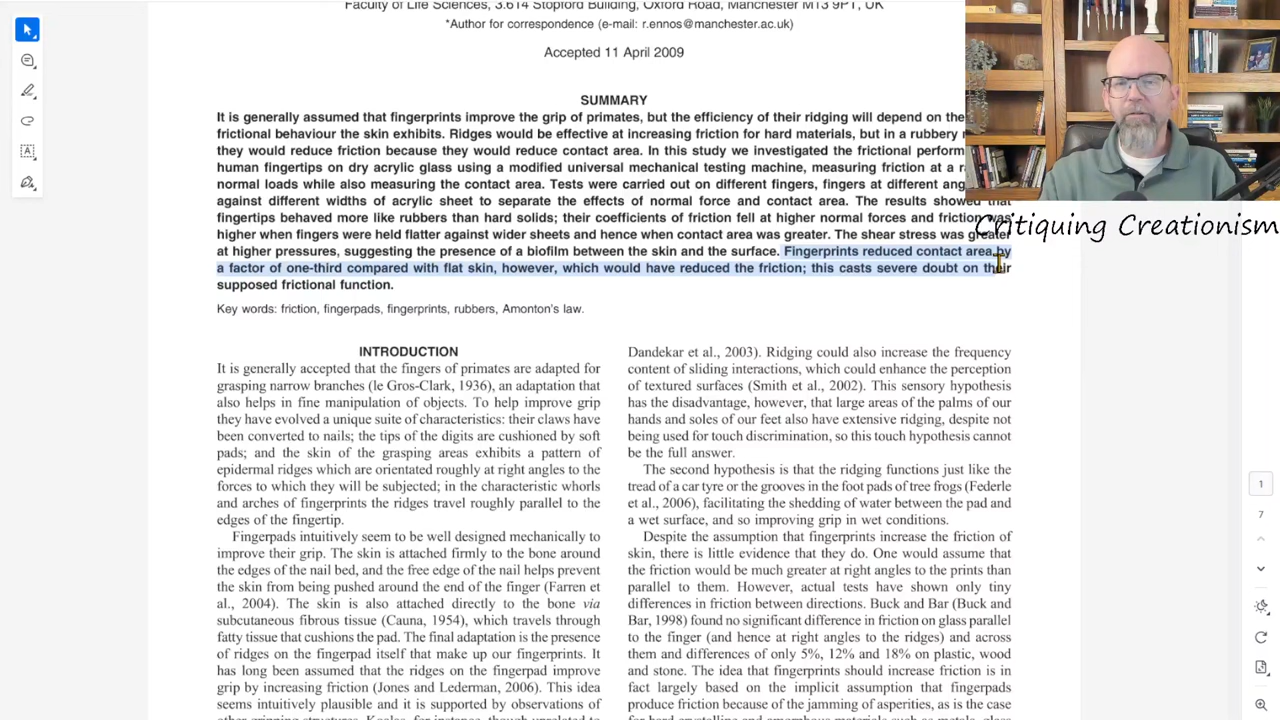 Faculty of Life Sciences, 3.614 Stopford Building, Oxford Road, Manchester M13 9PT, UK
*Author for correspondence (e-mail: r.ennos@manchester.ac.uk)
Accepted 11 April 2009
SUMMARY
It is generally assumed that fingerprints improve the grip of primates, but the efficiency of their ridging will depend on the
frictional behaviour the skin exhibits. Ridges would be effective at increasing friction for hard materials, but in a rubbery
they would reduce friction because they would reduce contact area. In this study we investigated the frictional
human fingertips on dry acrylic glass using a modified universal mechanical testing machine, measuring friction at a
normal loads while also measuring the contact area. Tests were carried out on different fingers, fingers at different
against different widths of acrylic sheet to separate the effects of normal force and contact area. The results showed that
fingertips behaved more like rubbers than hard solids; their coefficients of friction fell at higher normal forces and friction was
higher when fingers were held flatter against wider sheets and hence when contact area was greater. The shear stress was greater
at higher pressures, suggesting the presence of a biofilm between the skin and the surface. Fingerprints reduced contact area by
a factor of one-third compared with flat skin, however, which would have reduced the friction; this casts severe doubt on their
supposed frictional function.
Key words: friction, fingerpads, fingerprints, rubbers, Amonton's law.
Critiquing Creationism
INTRODUCTION
It is generally accepted that the fingers of primates are adapted for
grasping narrow branches (le Gros-Clark, 1936), an adaptation that
also helps in fine manipulation of objects. To help improve grip
they have evolved a unique suite of characteristics: their claws have
been converted to nails; the tips of the digits are cushioned by soft
pads; and the skin of the grasping areas exhibits a pattern of
epidermal ridges which are orientated roughly at right angles to the
forces to which they will be subjected; in the characteristic whorls
and arches of fingerprints the ridges travel roughly parallel to the
edges of the fingertip.
Fingerpads intuitively seem to be well designed mechanically to
improve their grip. The skin is attached firmly to the bone around
the edges of the nail bed, and the free edge of the nail helps prevent
the skin from being pushed around the end of the finger (Farren et
al., 2004). The skin is also attached directly to the bone via
subcutaneous fibrous tissue (Cauna, 1954), which travels through
fatty tissue that cushions the pad. The final adaptation is the presence
of ridges on the fingerpad itself that make up our fingerprints. It
has long been assumed that the ridges on the fingerpad improve
grip by increasing friction (Jones and Lederman, 2006). This idea
seems intuitively plausible and it is supported by observations of
other gripping structures. Koalas, for instance, though unrelated to
Dandekar et al., 2003). Ridging could also increase the frequency
content of sliding interactions, which could enhance the perception
of textured surfaces (Smith et al., 2002). This sensory hypothesis
has the disadvantage, however, that large areas of the palms of our
hands and soles of our feet also have extensive ridging, despite not
being used for touch discrimination, so this touch hypothesis cannot
be the full answer.
The second hypothesis is that the ridging functions just like the
tread of a car tyre or the grooves in the foot pads of tree frogs (Federle
et al., 2006), facilitating the shedding of water between the pad and
a wet surface, and so improving grip in wet conditions.
Despite the assumption that fingerprints increase the friction of
skin, there is little evidence that they do. One would assume that
the friction would be much greater at right angles to the prints than
parallel to them. However, actual tests have shown only tiny
differences in friction between directions. Buck and Bar (Buck and
Bar, 1998) found no significant difference in friction on glass parallel
to the finger (and hence at right angles to the ridges) and across
them and differences of only 5%, 12% and 18% on plastic, wood
and stone. The idea that fingerprints should increase friction is in
fact largely based on the implicit assumption that fingerpads
produce friction because of the jamming of asperities, as is the case
for hard crystalline and amorphous materials such as metals, glass
1
7